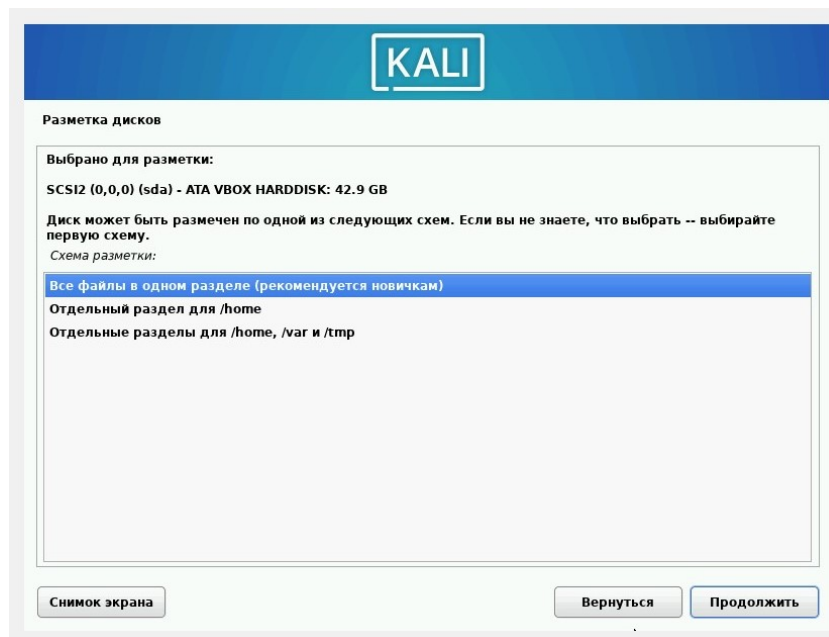 KALI
Разметка дисков
Выбрано для разметки:
SCSI2 (0,0,0) (sda) - ATA VBOX HARDDISK: 42.9 GB
Диск может быть размечен по одной из следующих схем. Если вы не знаете, что выбрать -- выбирайте
первую схему.
Схема разметки:
Все файлы в одном разделе (рекомендуется новичкам)
Отдельный раздел для /home
Отдельные разделы для /home, /var и /tmp
Снимок экрана
Вернуться
Продолжить